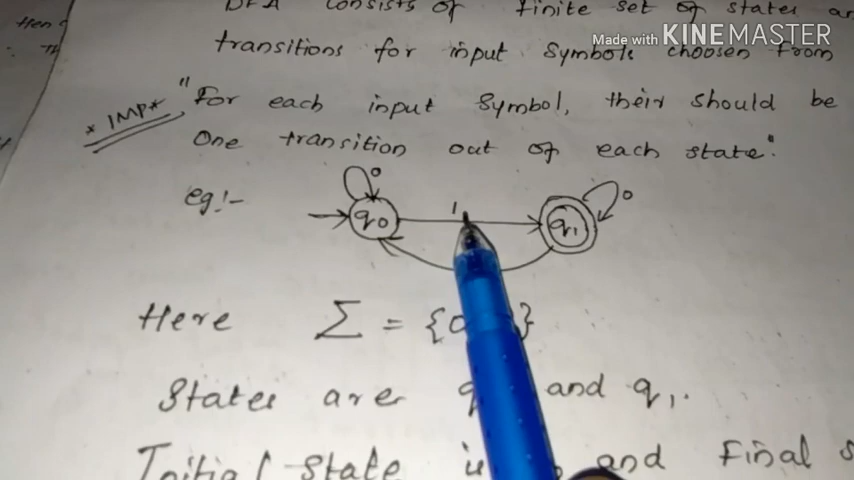 DFA consists of finite set of states
Made with KINEMASTER
transitions for input symbols choosen from
*IMP* "For each input symbol, their should be
One transition out of each state".
eg:-
0
1
0
q0
q1
Here Σ = {
States are and q1.
Initial state and Final